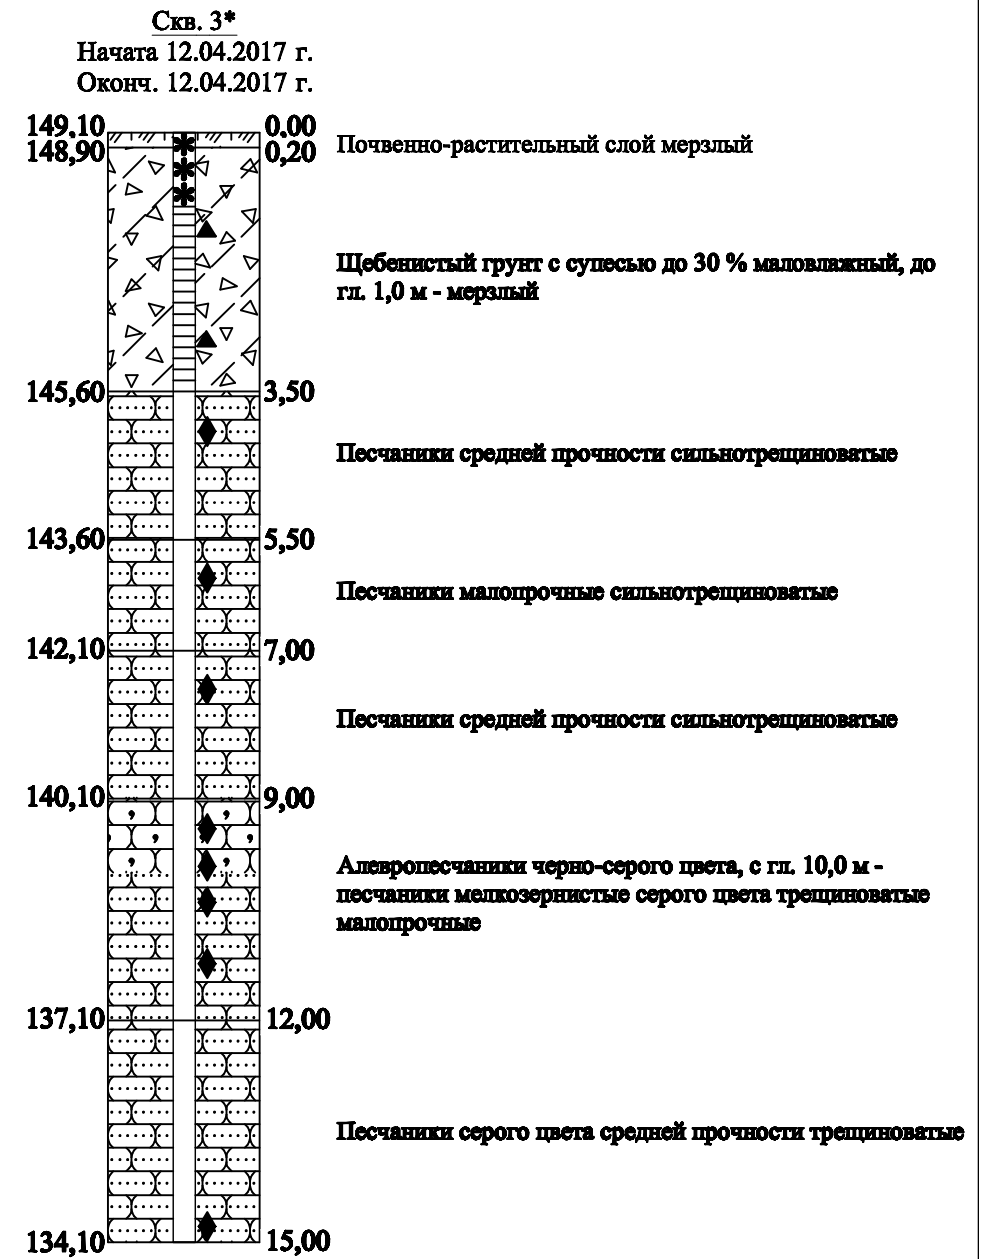 Скв. 3*
Начата 12.04.2017 г.
Оконч. 12.04.2017 г.
149,10 0,00
148,90 0,20 Почвенно-растительный слой мерзлый
Щебенистый грунт с супесью до 30 % маловлажный, до
гл. 1,0 м - мерзлый
145,60 3,50
Песчаники средней прочности сильнотрещиноватые
143,60 5,50
Песчаники малопрочные сильнотрещиноватые
142,10 7,00
Песчаники средней прочности сильнотрещиноватые
140,10 9,00
Алевропесчаники черно-серого цвета, с гл. 10,0 м -
песчаники мелкозернистые серого цвета трещиноватые
малопрочные
137,10 12,00
Песчаники серого цвета средней прочности трещиноватые
134,10 15,00